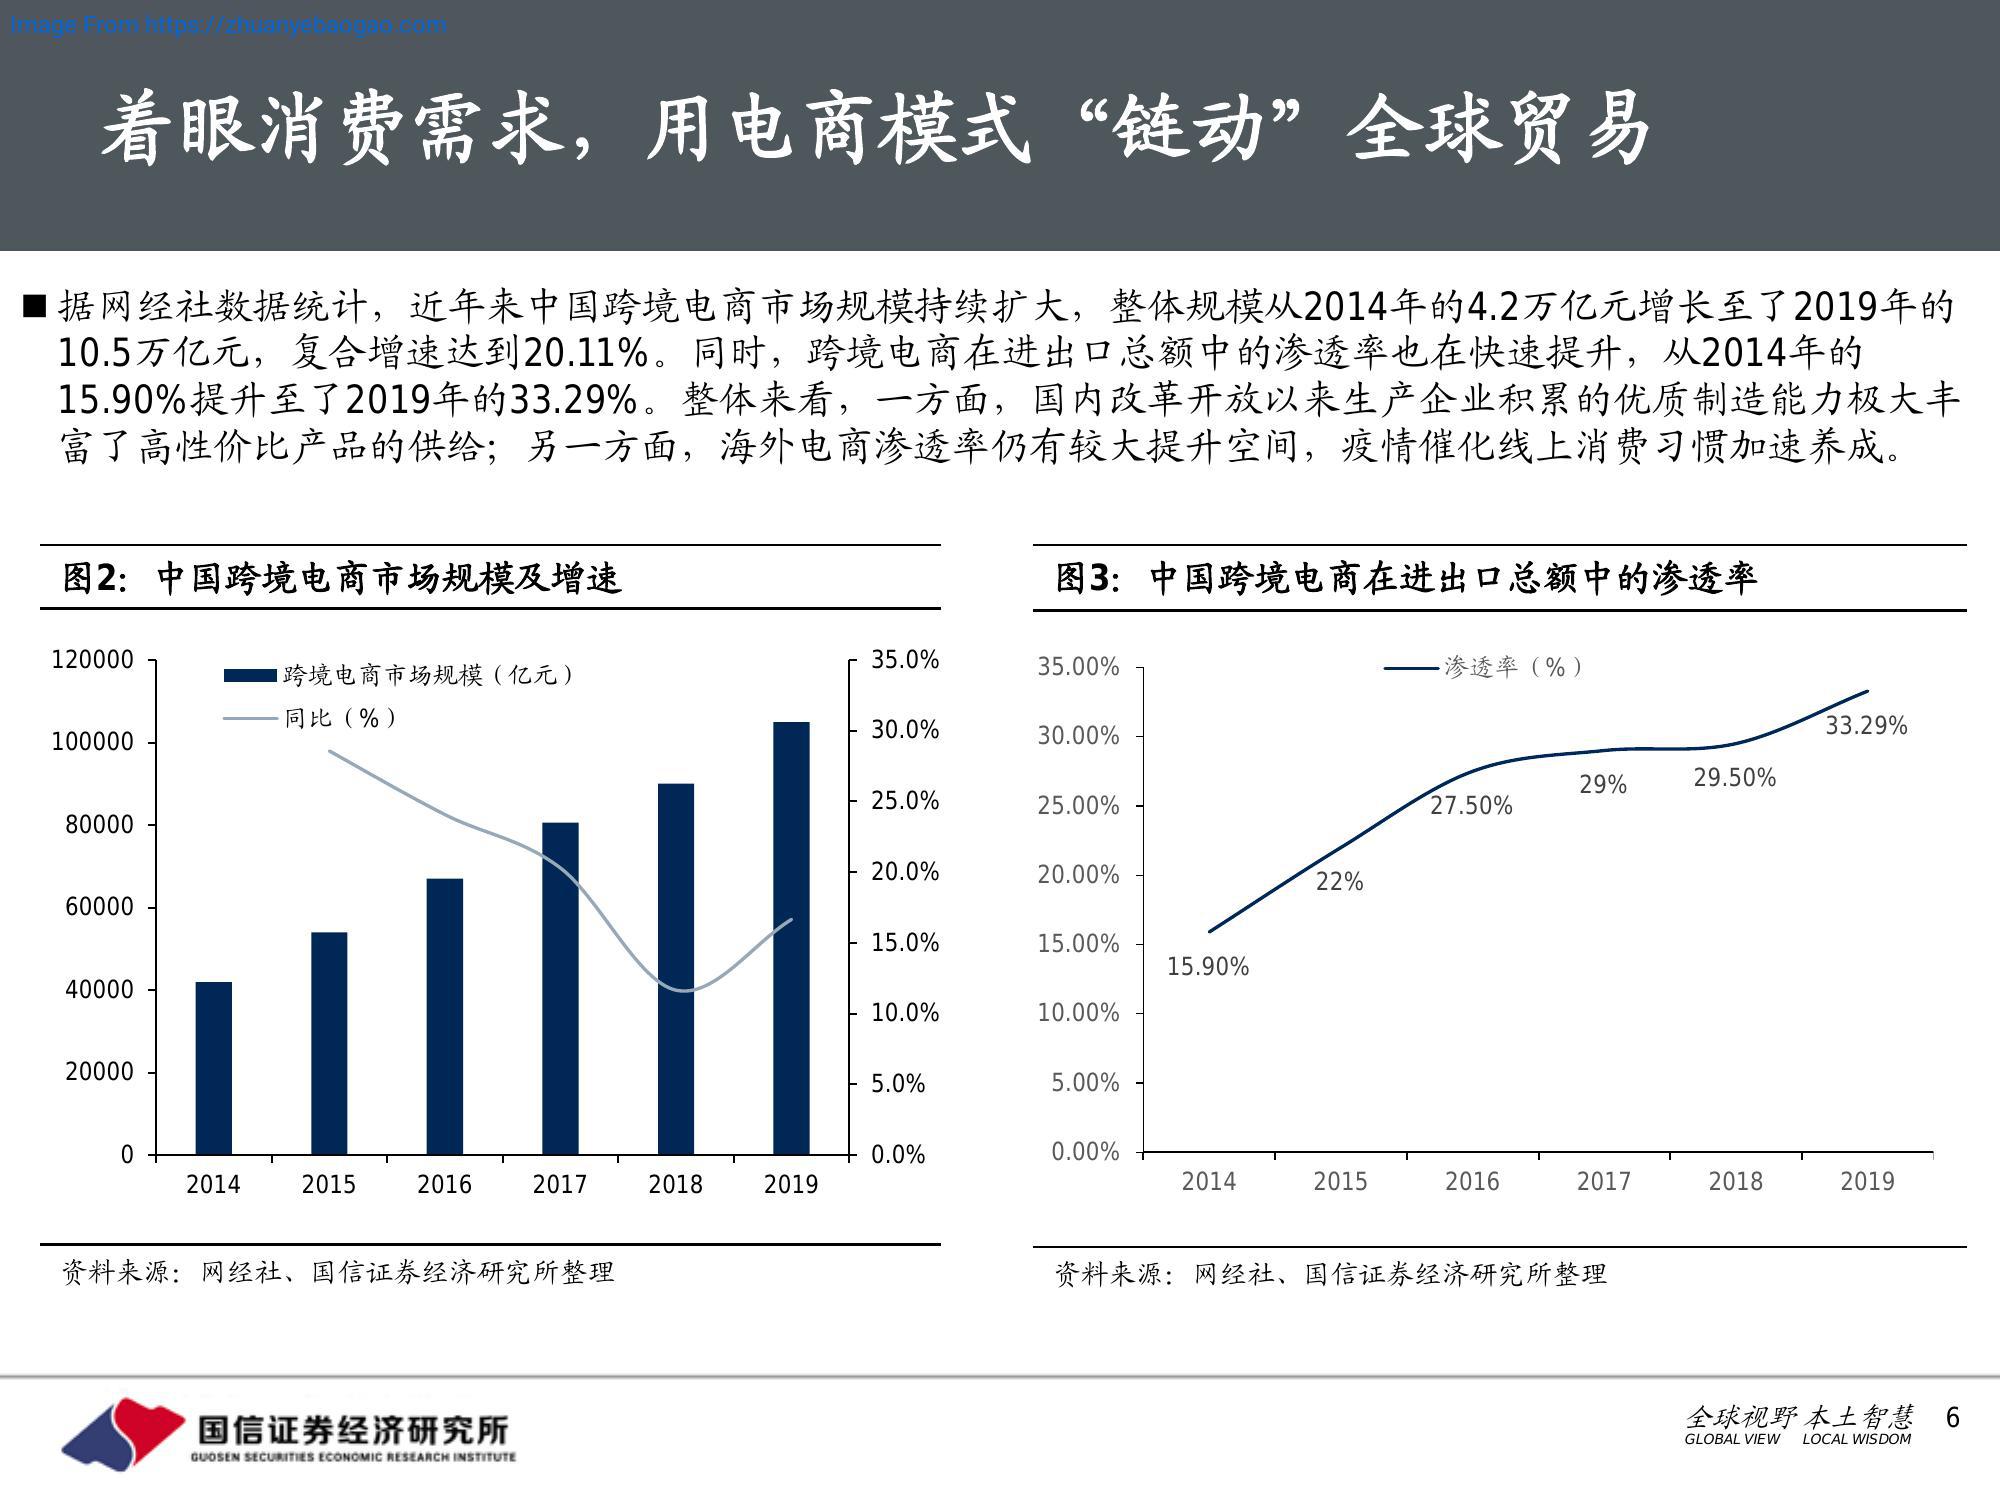 Image From https://zhuanyebaogao.com
着眼消费需求，用电商模式“链动”全球贸易
■据网经社数据统计，近年来中国跨境电商市场规模持续扩大，整体规模从2014年的4.2万亿元增长至了2019年的
10.5万亿元，复合增速达到20.11%。同时，跨境电商在进出口总额中的渗透率也在快速提升，从2014年的
15.90%提升至了2019年的33.29%。整体来看，一方面，国内改革开放以来生产企业积累的优质制造能力极大丰
富了高性价比产品的供给；另一方面，海外电商渗透率仍有较大提升空间，疫情催化线上消费习惯加速养成。
图2：中国跨境电商市场规模及增速
跨境电商市场规模（亿元）
同比（%）
120000
100000
80000
60000
40000
20000
0
35.0%
30.0%
25.0%
20.0%
15.0%
10.0%
5.0%
0.0%
2014 2015 2016 2017 2018 2019
资料来源：网经社、国信证券经济研究所整理
图3：中国跨境电商在进出口总额中的渗透率
渗透率（%）
35.00%
30.00%
25.00%
20.00%
15.00%
10.00%
5.00%
0.00%
15.90%
22%
27.50%
29%
29.50%
33.29%
2014 2015 2016 2017 2018 2019
资料来源：网经社、国信证券经济研究所整理
国信证券经济研究所
GUOSEN SECURITIES ECONOMIC RESEARCH INSTITUTE
全球视野 本土智慧
GLOBAL VIEW LOCAL WISDOM
6